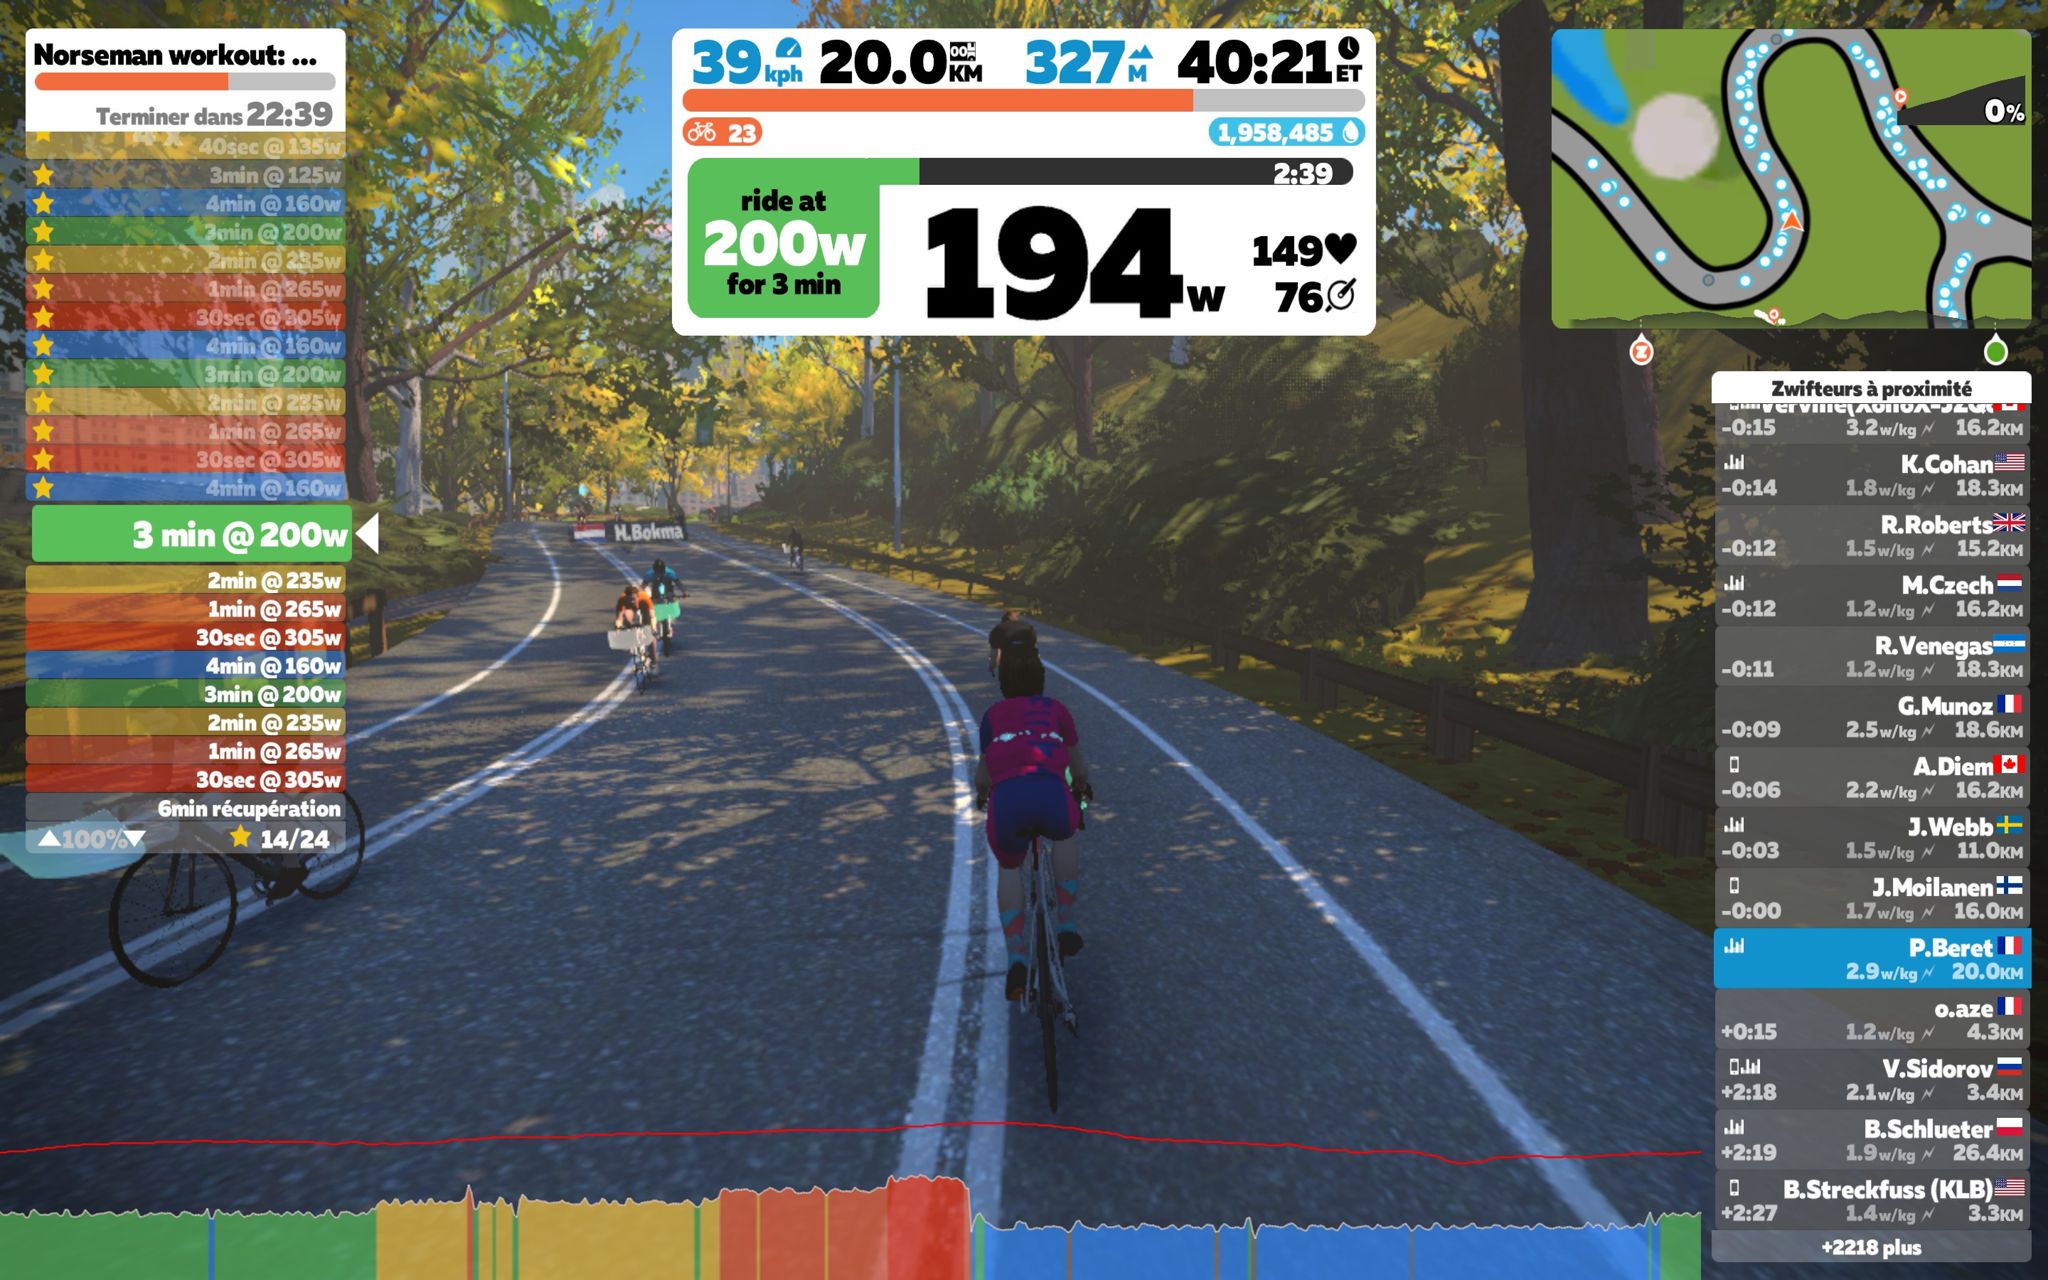 Norseman workout: ...
Terminer dans 22:39
40sec @ 135w
3min @ 125w
4min @ 160w
3min @ 200w
2min @ 235w
1min @ 265w
30sec @ 305w
4min @ 160w
3min @ 200w
2min @ 235w
1min @ 265w
30sec @ 305w
4min @ 160w
3 min @ 200w
2min @ 235w
1min @ 265w
30sec @ 305w
4min @ 160w
3min @ 200w
2min @ 235w
1min @ 265w
30sec @ 305w
6min récupération
100% 14/24
39 kph 20.0 KM 327 M 40:21 ET
23 1,958,485
2:39
ride at
200w
for 3 min
194w
149
76
H.Bokma
0%
Zwifteurs à proximité
-0:15 3.2w/kg 16.2KM
K.Cohan
-0:14 1.8w/kg 18.3KM
R.Roberts
-0:12 1.5w/kg 15.2KM
M.Czech
-0:12 1.2w/kg 16.2KM
R.Venegas
-0:11 1.2w/kg 18.3KM
G.Munoz
-0:09 2.5w/kg 18.6KM
A.Diem
-0:06 2.2w/kg 16.2KM
J.Webb
-0:03 1.5w/kg 11.0KM
J.Moilanen
-0:00 1.7w/kg 16.0KM
P.Beret
2.9w/kg 20.0KM
o.aze
+0:15 1.2w/kg 4.3KM
V.Sidorov
+2:18 2.1w/kg 3.4KM
B.Schlueter
+2:19 1.9w/kg 26.4KM
B.Streckfuss (KLB)
+2:27 1.4w/kg 3.3KM
+2218 plus